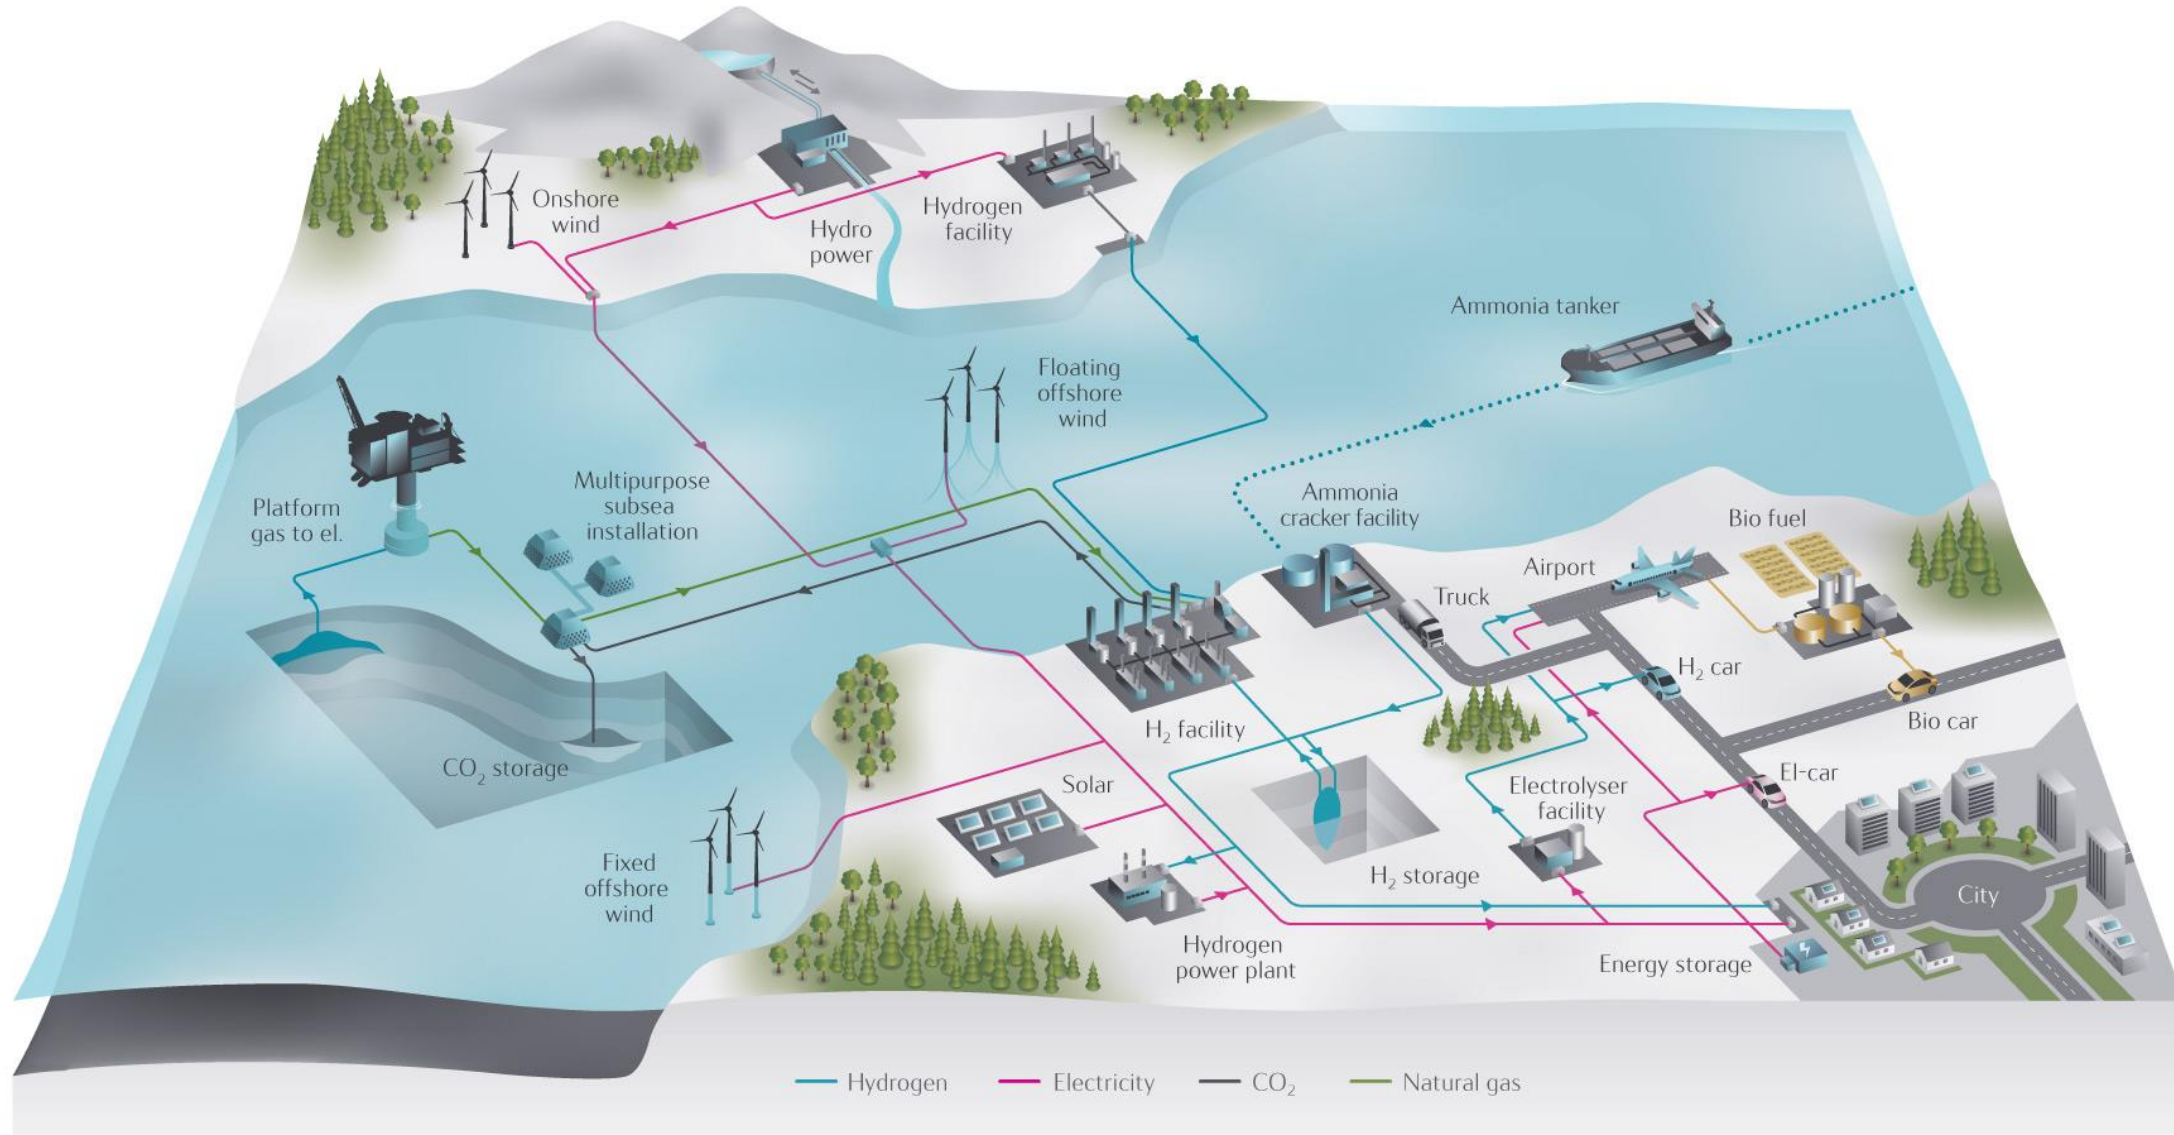 Onshore
wind
Hydro
power
Hydrogen
facility
Ammonia tanker
Floating
offshore
wind
Multipurpose
subsea
installation
Platform
gas to el.
Ammonia
cracker facility
Bio fuel
Airport
Truck
H₂ car
Bio car
H₂ facility
CO₂ storage
Solar
El-car
Electrolyser
facility
Fixed
offshore
wind
H₂ storage
City
Hydrogen
power plant
Energy storage
Hydrogen
Electricity
CO₂
Natural gas